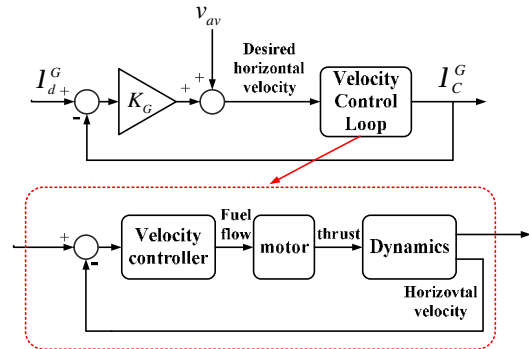 v_av
I_d^G
+
-
K_G
+
+
Desired
horizontal
velocity
Velocity
Control
Loop
I_C^G
+
-
Velocity
controller
Fuel
flow
motor
thrust
Dynamics
Horizovtal
velocity